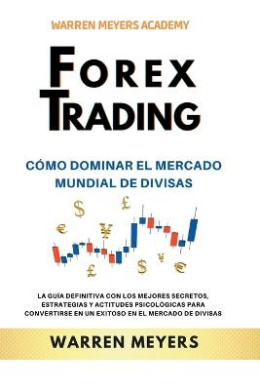 WARREN MEYERS ACADEMY
FOREX
TRADING
CÓMO DOMINAR EL MERCADO
MUNDIAL DE DIVISAS
€ ¥ £ $
¥ € $ £
LA GUÍA DEFINITIVA CON LOS MEJORES SECRETOS,
ESTRATEGIAS Y ACTITUDES PSICOLÓGICAS PARA
CONVERTIRSE EN UN EXITOSO EN EL MERCADO DE DIVISAS
WARREN MEYERS